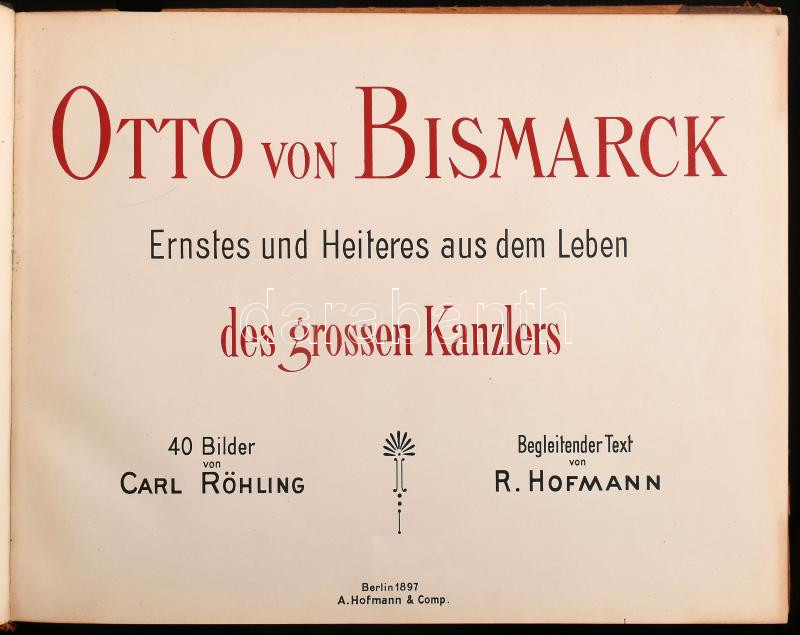 OTTO VON BISMARCK
Ernstes und Heiteres aus dem Leben
darabanth
des grossen Kanzlers
40 Bilder
von
CARL RÖHLING
Begleitender Text
von
R. HOFMANN
Berlin 1897
A. Hofmann & Comp.